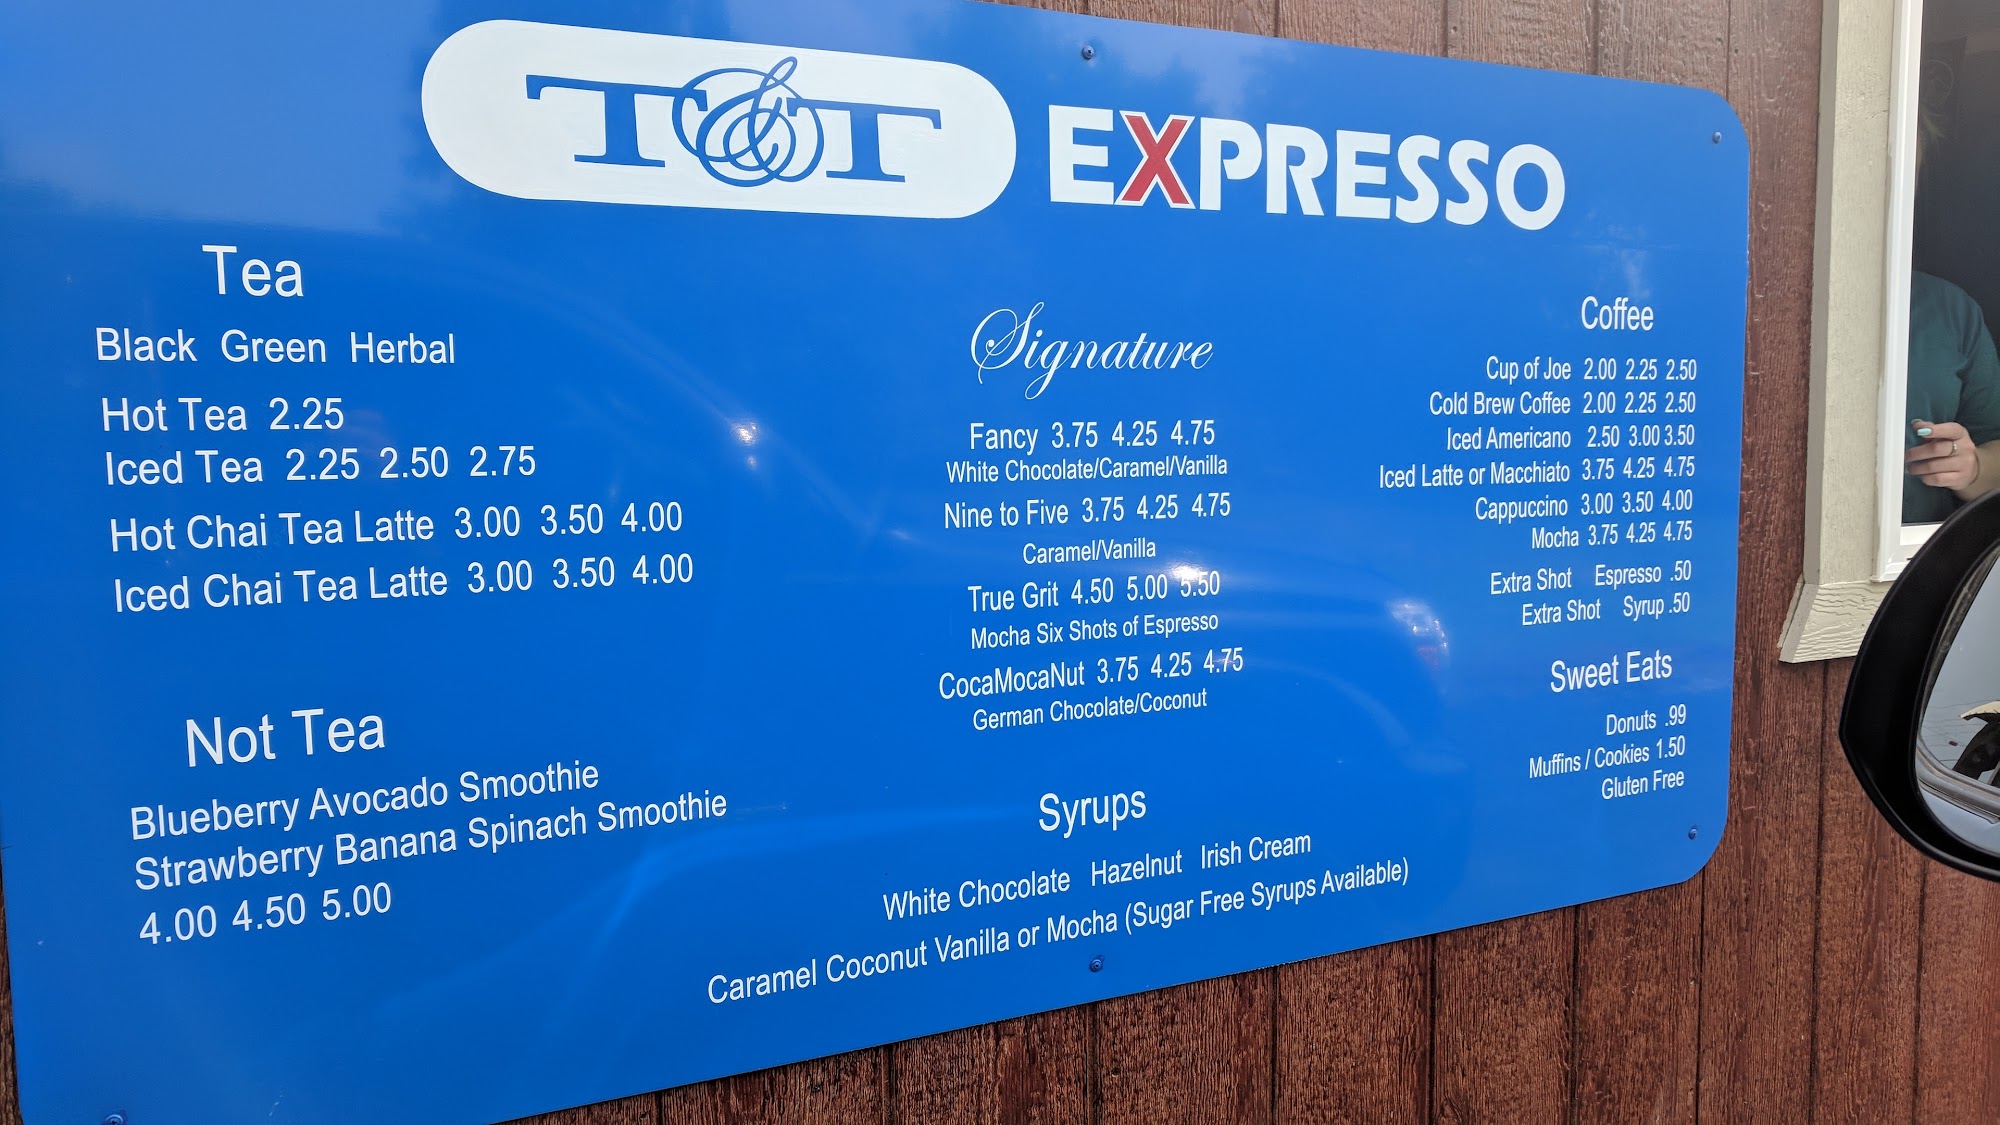 T&T EXPRESSO
Tea
Black Green Herbal
Hot Tea 2.25
Iced Tea 2.25 2.50 2.75
Hot Chai Tea Latte 3.00 3.50 4.00
Iced Chai Tea Latte 3.00 3.50 4.00
Not Tea
Blueberry Avocado Smoothie
Strawberry Banana Spinach Smoothie
4.00 4.50 5.00
Signature
Fancy 3.75 4.25 4.75
White Chocolate/Caramel/Vanilla
Nine to Five 3.75 4.25 4.75
Caramel/Vanilla
True Grit 4.50 5.00 5.50
Mocha Six Shots of Espresso
CocaMocaNut 3.75 4.25 4.75
German Chocolate/Coconut
Syrups
White Chocolate Hazelnut Irish Cream
Caramel Coconut Vanilla or Mocha (Sugar Free Syrups Available)
Coffee
Cup of Joe 2.00 2.25 2.50
Cold Brew Coffee 2.00 2.25 2.50
Iced Americano 2.50 3.00 3.50
Iced Latte or Macchiato 3.75 4.25 4.75
Cappuccino 3.00 3.50 4.00
Mocha 3.75 4.25 4.75
Extra Shot Espresso .50
Extra Shot Syrup .50
Sweet Eats
Donuts .99
Muffins / Cookies 1.50
Gluten Free